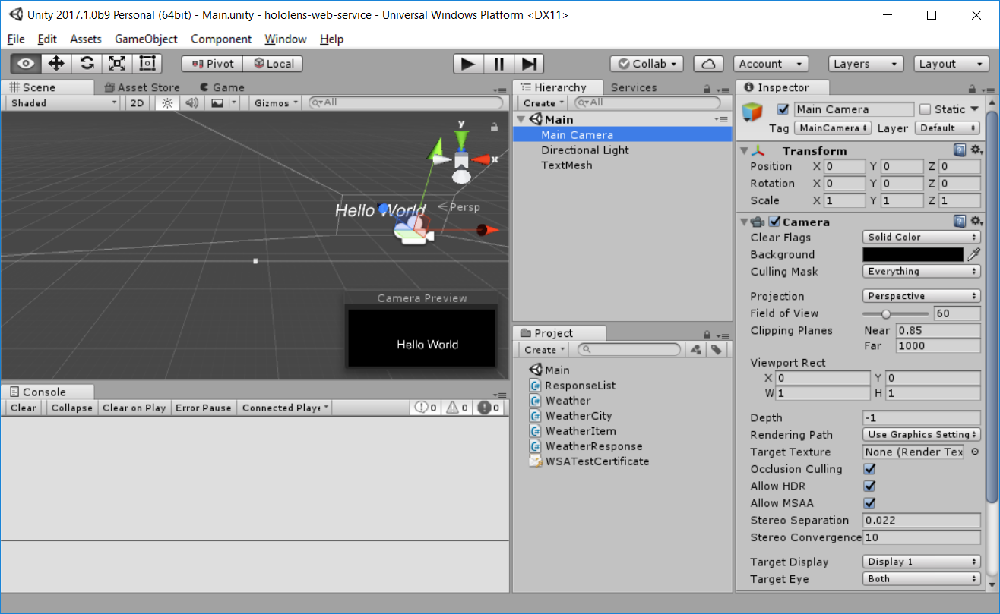 Unity 2017.1.0b9 Personal (64bit) - Main.unity - hololens-web-service - Universal Windows Platform <DX11>
File Edit Assets GameObject Component Window Help
Pivot Local Collab Account Layers Layout
Scene Asset Store Game
Shaded 2D Gizmos All
y
x
Persp
Hello World
Camera Preview
Hello World
Console
Clear Collapse Clear on Play Error Pause Connected Playe 0 0 0
Hierarchy Services
Create All
Main
Main Camera
Directional Light
TextMesh
Project
Create
Main
ResponseList
Weather
WeatherCity
WeatherItem
WeatherResponse
WSATestCertificate
Inspector
Main Camera Static
Tag MainCamera Layer Default
Transform
Position X 0 Y 0 Z 0
Rotation X 0 Y 0 Z 0
Scale X 1 Y 1 Z 1
Camera
Clear Flags Solid Color
Background
Culling Mask Everything
Projection Perspective
Field of View 60
Clipping Planes Near 0.85
Far 1000
Viewport Rect
X 0 Y 0
W 1 H 1
Depth -1
Rendering Path Use Graphics Setting
Target Texture None (Render Tex
Occlusion Culling
Allow HDR
Allow MSAA
Stereo Separation 0.022
Stereo Convergence 10
Target Display Display 1
Target Eye Both